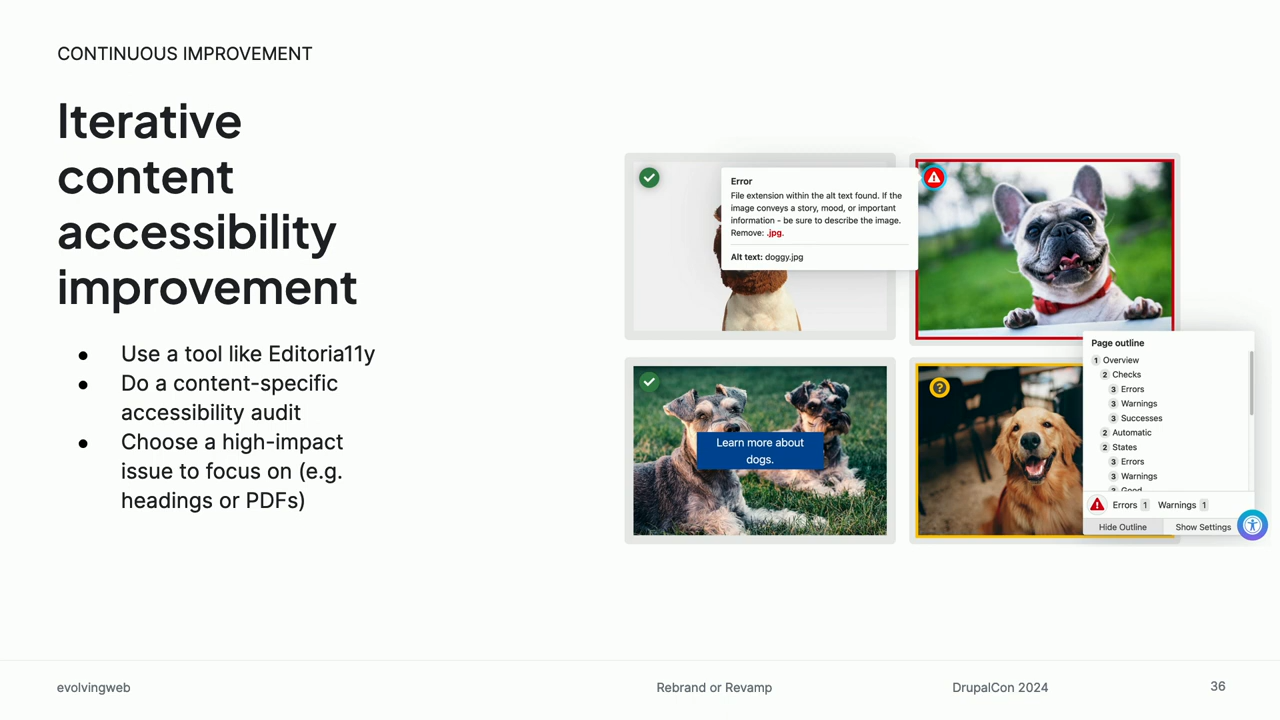 CONTINUOUS IMPROVEMENT
Iterative
content
accessibility
improvement
● Use a tool like Editoria11y
● Do a content-specific
accessibility audit
● Choose a high-impact
issue to focus on (e.g.
headings or PDFs)
Error
File extension within the alt text found. If the
image conveys a story, mood, or important
information - be sure to describe the image.
Remove: .jpg.
Alt text: doggy.jpg
Learn more about
dogs.
Page outline
1 Overview
2 Checks
3 Errors
3 Warnings
3 Successes
2 Automatic
2 States
3 Errors
3 Warnings
3 Good
Errors 1 Warnings 1
Hide Outline Show Settings
evolvingweb
Rebrand or Revamp
DrupalCon 2024
36